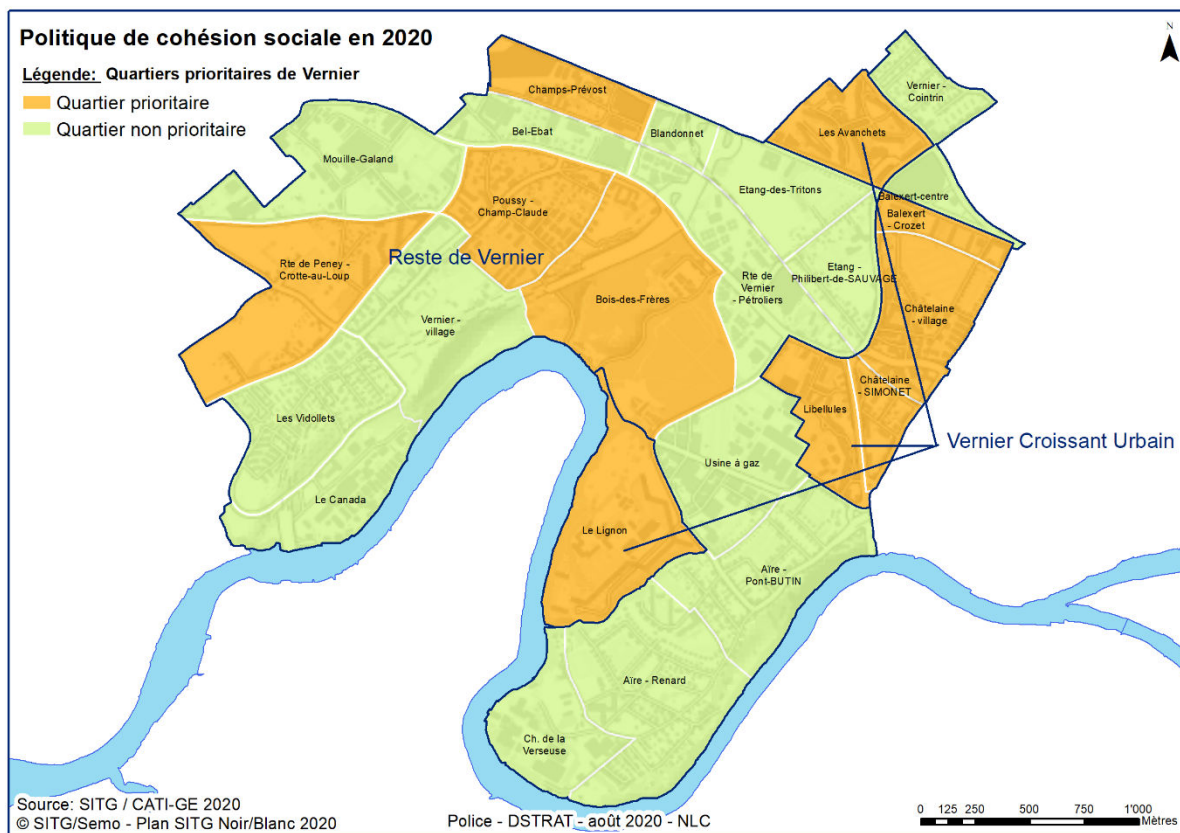 Politique de cohésion sociale en 2020
Légende: Quartiers prioritaires de Vernier
Quartier prioritaire
Quartier non prioritaire
N
Champs-Prévost
Vernier -
Cointrin
Bel-Ebat
Blandonnet
Les Avanchets
Mouille-Galand
Etang-des-Tritons
Balexert-centre
Poussy -
Champ-Claude
Balexert
- Crozet
Reste de Vernier
Rte de Peney -
Crotte-au-Loup
Etang -
Philibert-de-SAUVAGE
Rte de
Vernier
- Pétroliers
Bois-des-Frères
Châtelaine
-village
Vernier -
village
Châtelaine
- SIMONET
Libellules
Les Vidollets
Vernier Croissant Urbain
Usine à gaz
Le Canada
Le Lignon
Aïre -
Pont-BUTIN
Aïre - Renard
Ch. de la
Verseuse
Source: SITG / CATI-GE 2020
© SITG/Semo - Plan SITG Noir/Blanc 2020
Police - DSTRAT - août 2020 - NLC
0 125 250 500 750 1'000
Mètres